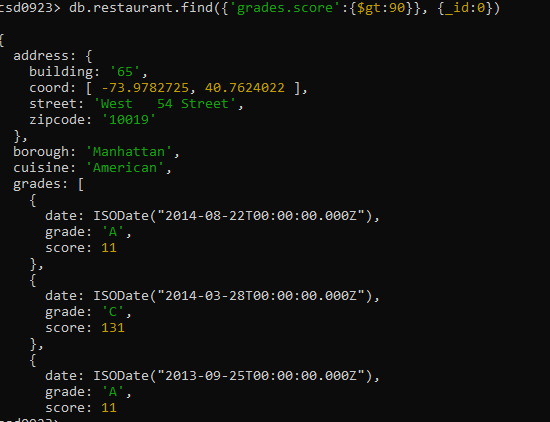 csd0923> db.restaurant.find({'grades.score':{$gt:90}}, {_id:0})
{
address: {
building: '65',
coord: [ -73.9782725, 40.7624022 ],
street: 'West   54 Street',
zipcode: '10019'
},
borough: 'Manhattan',
cuisine: 'American',
grades: [
{
date: ISODate("2014-08-22T00:00:00.000Z"),
grade: 'A',
score: 11
},
{
date: ISODate("2014-03-28T00:00:00.000Z"),
grade: 'C',
score: 131
},
{
date: ISODate("2013-09-25T00:00:00.000Z"),
grade: 'A',
score: 11
csd0923>